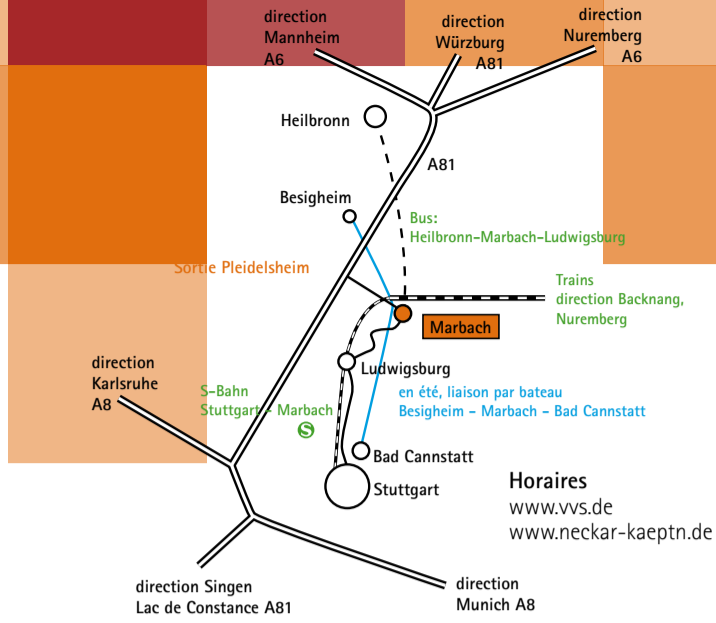 direction
Mannheim
A6
direction
Würzburg
A81
direction
Nuremberg
A6
Heilbronn
A81
Besigheim
Bus:
Heilbronn-Marbach-Ludwigsburg
Sortie Pleidelsheim
Trains
direction Backnang,
Nuremberg
Marbach
direction
Karlsruhe
A8
Ludwigsburg
S-Bahn
Stuttgart - Marbach
S
en été, liaison par bateau
Besigheim - Marbach - Bad Cannstatt
Bad Cannstatt
Stuttgart
Horaires
www.vvs.de
www.neckar-kaeptn.de
direction Singen
Lac de Constance A81
direction
Munich A8